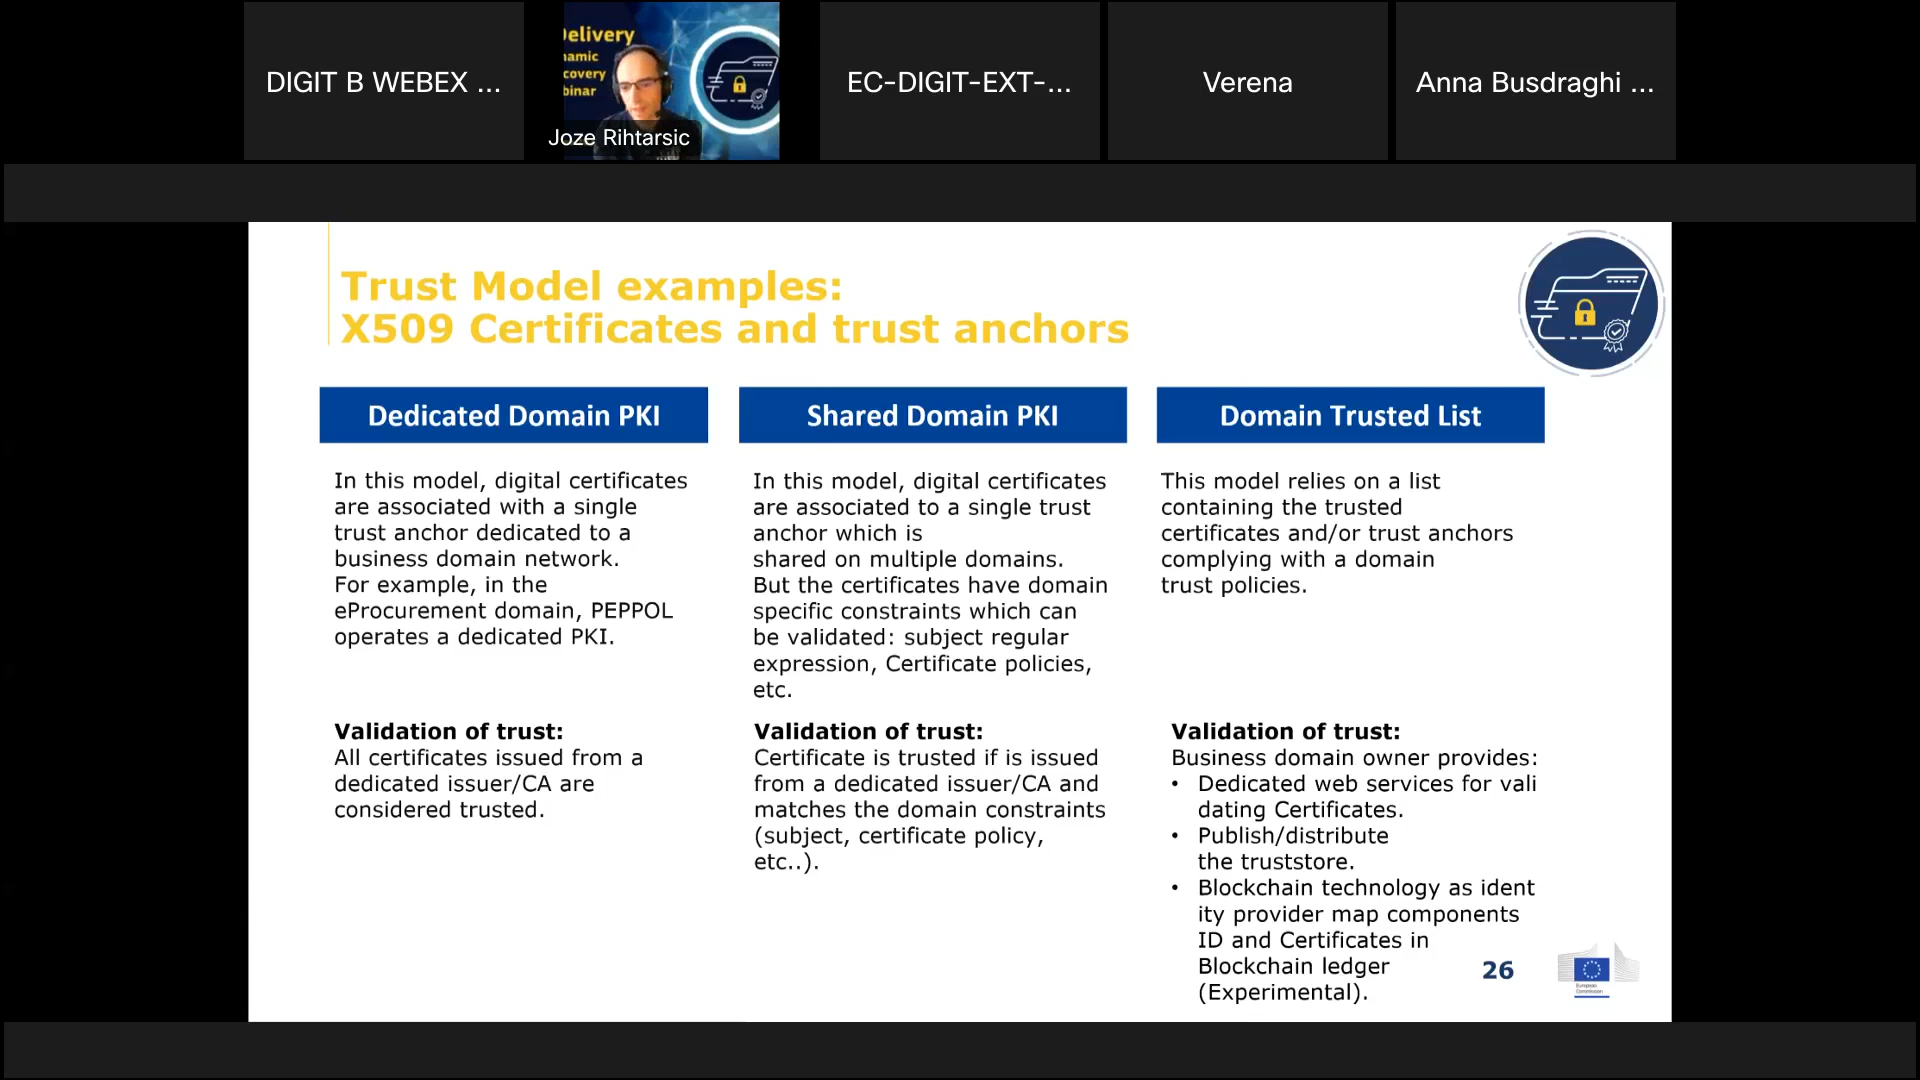 DIGIT B WEBEX ...
Delivery
namic
covery
binar
Joze Rihtarsic
EC-DIGIT-EXT-...
Verena
Anna Busdraghi ...
Trust Model examples:
X509 Certificates and trust anchors
Dedicated Domain PKI
In this model, digital certificates
are associated with a single
trust anchor dedicated to a
business domain network.
For example, in the
eProcurement domain, PEPPOL
operates a dedicated PKI.
Validation of trust:
All certificates issued from a
dedicated issuer/CA are
considered trusted.
Shared Domain PKI
In this model, digital certificates
are associated to a single trust
anchor which is
shared on multiple domains.
But the certificates have domain
specific constraints which can
be validated: subject regular
expression, Certificate policies,
etc.
Validation of trust:
Certificate is trusted if is issued
from a dedicated issuer/CA and
matches the domain constraints
(subject, certificate policy,
etc..).
Domain Trusted List
This model relies on a list
containing the trusted
certificates and/or trust anchors
complying with a domain
trust policies.
Validation of trust:
Business domain owner provides:
• Dedicated web services for vali
dating Certificates.
• Publish/distribute
the truststore.
• Blockchain technology as ident
ity provider map components
ID and Certificates in
Blockchain ledger
(Experimental).
26
European
Commission